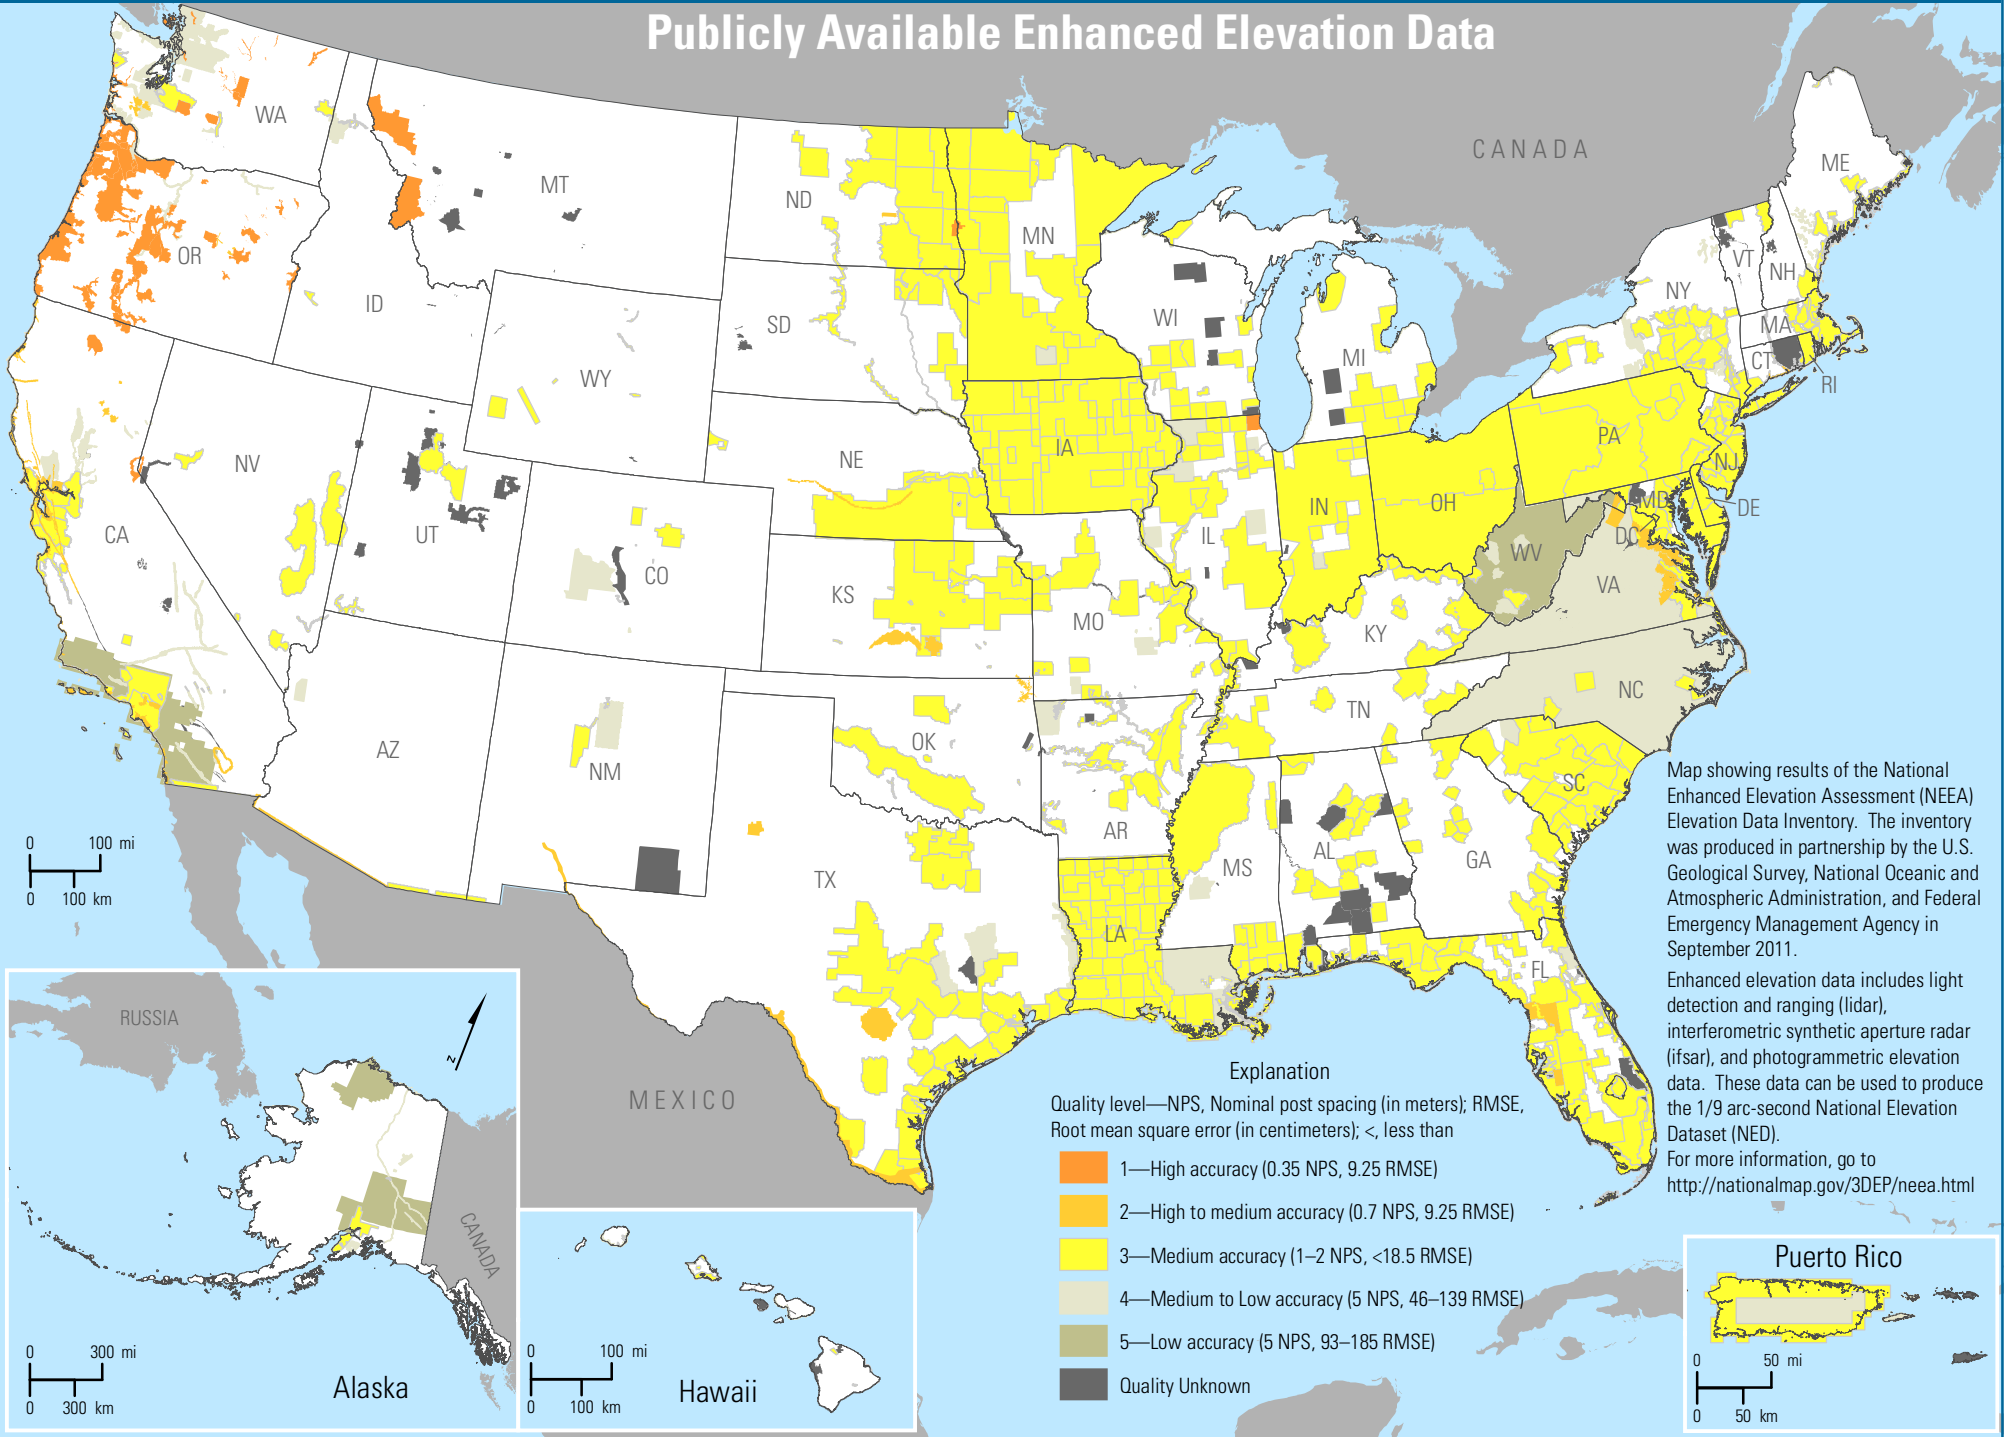 Publicly Available Enhanced Elevation Data
CANADA
WA
MT
ND
MN
ME
OR
ID
SD
WI
MI
NY
VT
NH
MA
CT
RI
WY
NE
IA
PA
NJ
NV
UT
CA
CO
KS
MO
IL
IN
OH
WV
MD
DE
DC
VA
KY
AZ
NM
OK
AR
TN
NC
SC
TX
LA
MS
AL
GA
FL
MEXICO
0 100 mi
0 100 km
Map showing results of the National
Enhanced Elevation Assessment (NEEA)
Elevation Data Inventory. The inventory
was produced in partnership by the U.S.
Geological Survey, National Oceanic and
Atmospheric Administration, and Federal
Emergency Management Agency in
September 2011.
Enhanced elevation data includes light
detection and ranging (lidar),
interferometric synthetic aperture radar
(ifsar), and photogrammetric elevation
data. These data can be used to produce
the 1/9 arc-second National Elevation
Dataset (NED).
For more information, go to
http://nationalmap.gov/3DEP/neea.html
Explanation
Quality level—NPS, Nominal post spacing (in meters); RMSE,
Root mean square error (in centimeters); <, less than
1—High accuracy (0.35 NPS, 9.25 RMSE)
2—High to medium accuracy (0.7 NPS, 9.25 RMSE)
3—Medium accuracy (1–2 NPS, <18.5 RMSE)
4—Medium to Low accuracy (5 NPS, 46–139 RMSE)
5—Low accuracy (5 NPS, 93–185 RMSE)
Quality Unknown
RUSSIA
N
CANADA
0 300 mi
0 300 km
Alaska
0 100 mi
0 100 km
Hawaii
Puerto Rico
0 50 mi
0 50 km